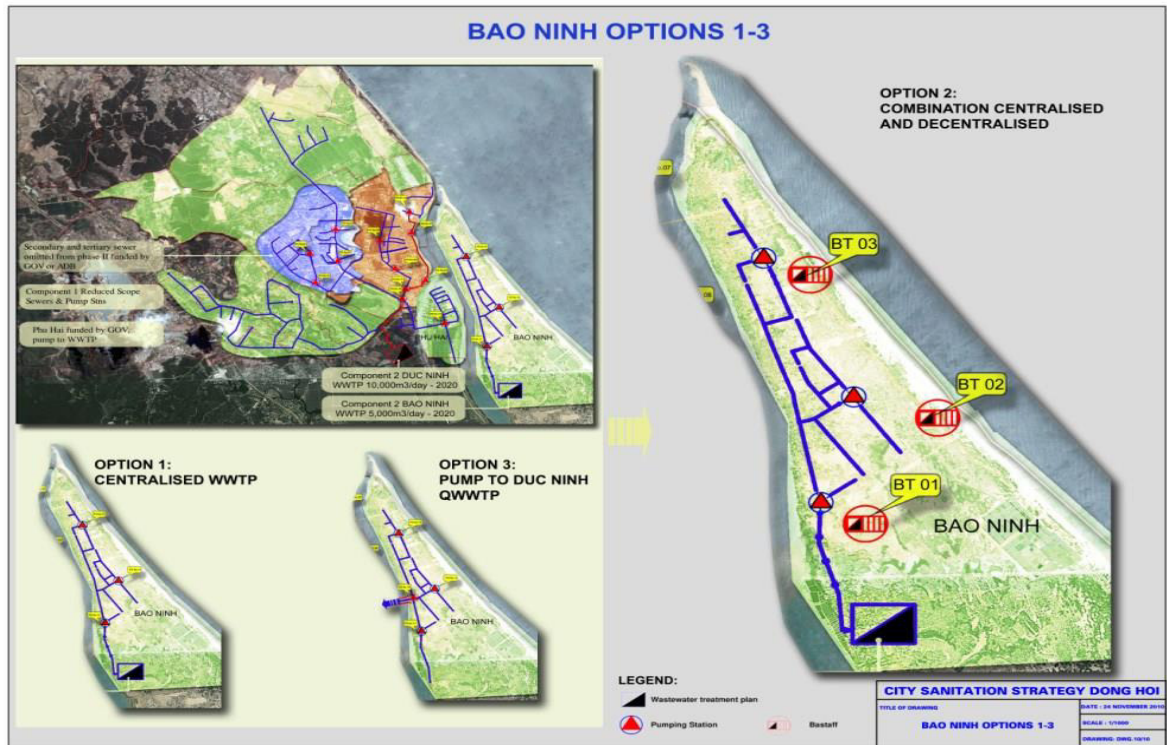 BAO NINH OPTIONS 1-3
Secondary and tertiary sewer
omitted from phase II funded by
GOV or ADB
Component 1 Reduced Scope
Sewers & Pump Stns
Phu Hai funded by GOV,
pump to WWTP
BAO NINH
Component 2 DUC NINH
WWTP 10,000m3/day - 2020
Component 2 BAO NINH
WWTP 5,000m3/day - 2020
OPTION 1:
CENTRALISED WWTP
BAO NINH
OPTION 3:
PUMP TO DUC NINH
QWWTP
BAO NINH
OPTION 2:
COMBINATION CENTRALISED
AND DECENTRALISED
BT 03
BT 02
BT 01
BAO NINH
LEGEND:
Wastewater treatment plan
Pumping Station
Bastaff
CITY SANITATION STRATEGY DONG HOI
TITLE OF DRAWING
BAO NINH OPTIONS 1-3
DATE : 24 NOVEMBER 2010
SCALE : 1/1000